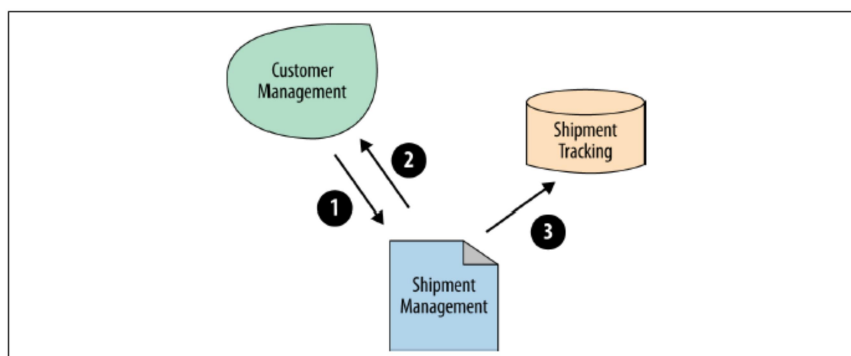 Customer
Management
Shipment
Tracking
2
1
3
Shipment
Management